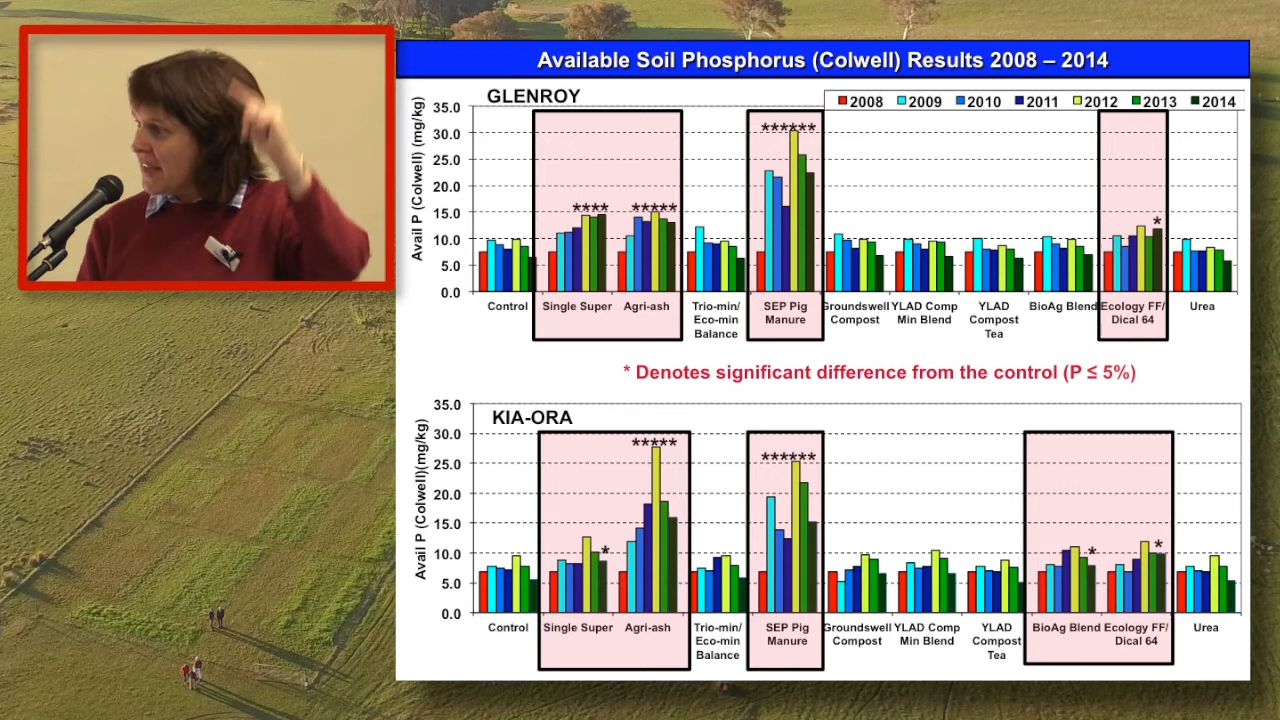 Available Soil Phosphorus (Colwell) Results 2008 – 2014
GLENROY
2008 2009 2010 2011 2012 2013 2014
Avail P (Colwell) (mg/kg)
35.0
30.0
25.0
20.0
15.0
10.0
5.0
0.0
******
****
*****
*
Control Single Super Agri-ash Trio-min/ SEP Pig Groundswell YLAD Comp YLAD BioAg Blend Ecology FF/ Urea
Eco-min Manure Compost Min Blend Compost Dical 64
Balance Tea
* Denotes significant difference from the control (P ≤ 5%)
KIA-ORA
Avail P (Colwell)(mg/kg)
35.0
30.0
25.0
20.0
15.0
10.0
5.0
0.0
*****
******
*
*
*
Control Single Super Agri-ash Trio-min/ SEP Pig Groundswell YLAD Comp YLAD BioAg Blend Ecology FF/ Urea
Eco-min Manure Compost Min Blend Compost Dical 64
Balance Tea